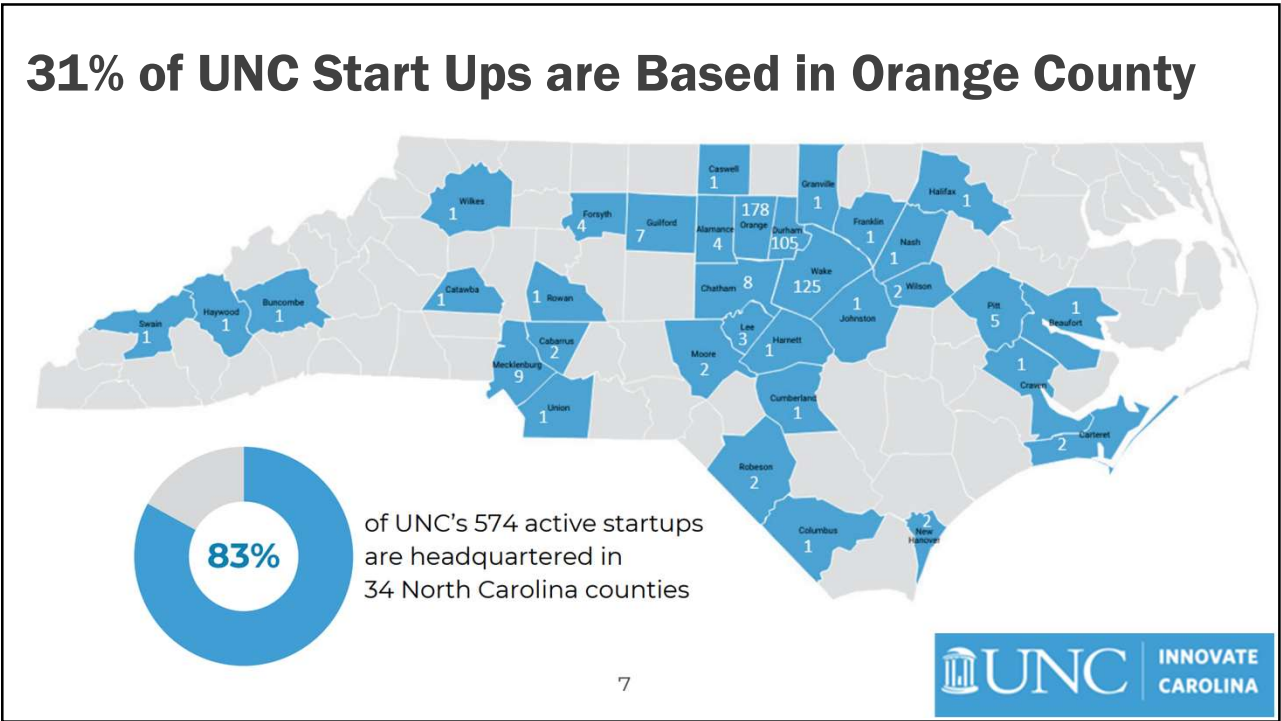 31% of UNC Start Ups are Based in Orange County
Caswell
1
Granville
1
Halifax
1
Wilkes
1
Forsyth
4
Guilford
7
Alamance
4
178
Orange
Durham
105
Franklin
1
Nash
1
Swain
1
Haywood
1
Buncombe
1
Catawba
1
1 Rowan
Chatham 8
Wake
125
2 Wilson
1
Johnston
Pitt
5
1
Beaufort
Mecklenburg
9
Cabarrus
2
Union
1
Moore
2
Lee
3
Harnett
1
Cumberland
1
1
Craven
Carteret
2
Robeson
2
Columbus
1
2
New
Hanover
83%
of UNC's 574 active startups
are headquartered in
34 North Carolina counties
7
UNC
INNOVATE
CAROLINA